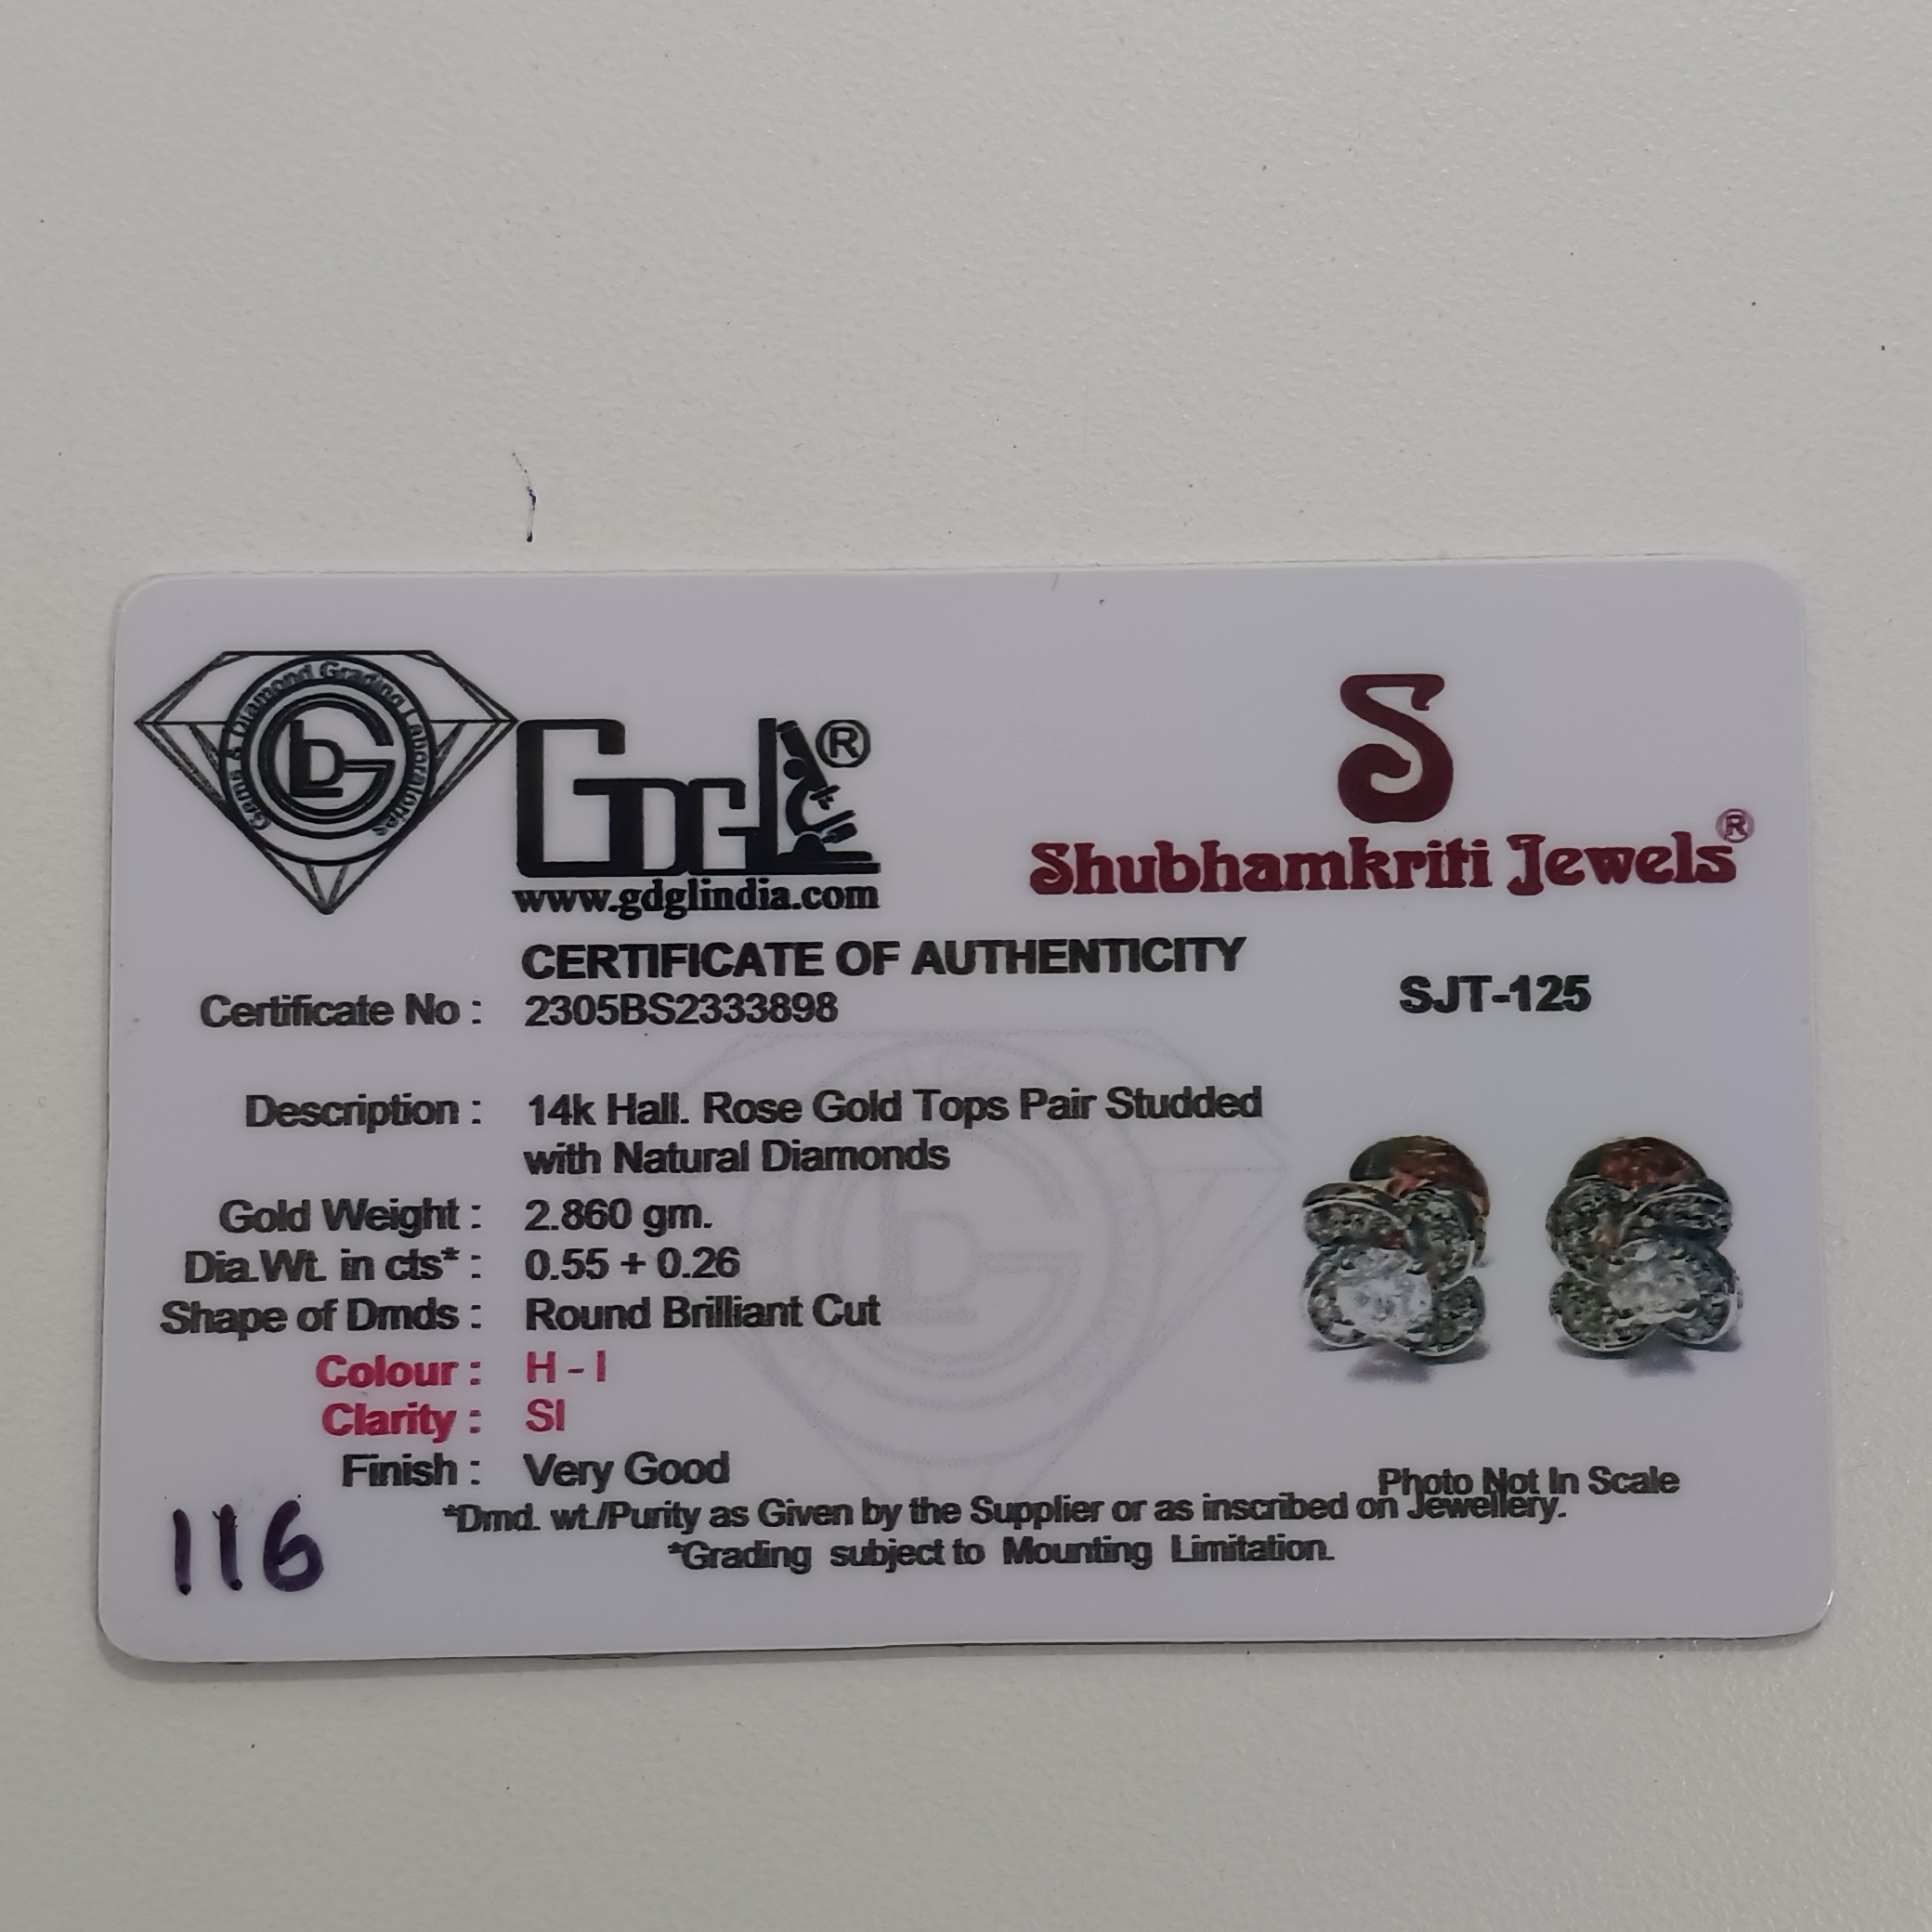 Gems & Diamond Grading Laboratories
GDGL®
www.gdglindia.com
S
Shubhamkriti Jewels®
CERTIFICATE OF AUTHENTICITY
SJT-125
Certificate No : 2305BS2333898
Description : 14k Hall. Rose Gold Tops Pair Studded
with Natural Diamonds
Gold Weight : 2.860 gm.
Dia.Wt. in cts* : 0.55 + 0.26
Shape of Dmds : Round Brilliant Cut
Colour : H - I
Clarity : SI
Finish : Very Good
Photo Not In Scale
*Dmd. wt./Purity as Given by the Supplier or as inscribed on Jewellery.
*Grading subject to Mounting Limitation.
116